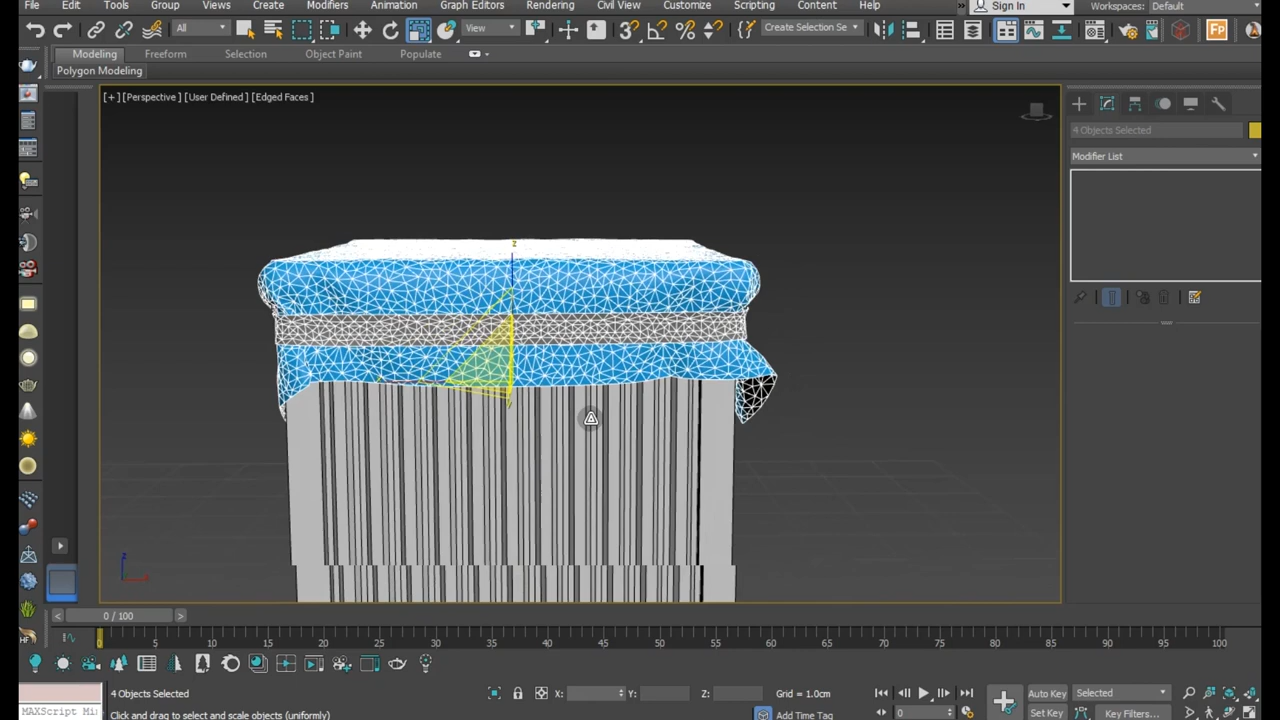 File Edit Tools Group Views Create Modifiers Animation Graph Editors Rendering Civil View Customize Scripting Content Help » Sign In Workspaces: Default
All View Create Selection Se
Modeling Freeform Selection Object Paint Populate
Polygon Modeling
[+] [Perspective] [User Defined] [Edged Faces]
4 Objects Selected
Modifier List
z
z
< 0 / 100 >
0 5 10 15 20 25 30 35 40 45 50 55 60 65 70 75 80 85 90 95 100
4 Objects Selected X: Y: Z: Grid = 1.0cm Auto Key Selected
MAXScript Mi Click and drag to select and scale objects (uniformly) Add Time Tag 0 Set Key Key Filters...